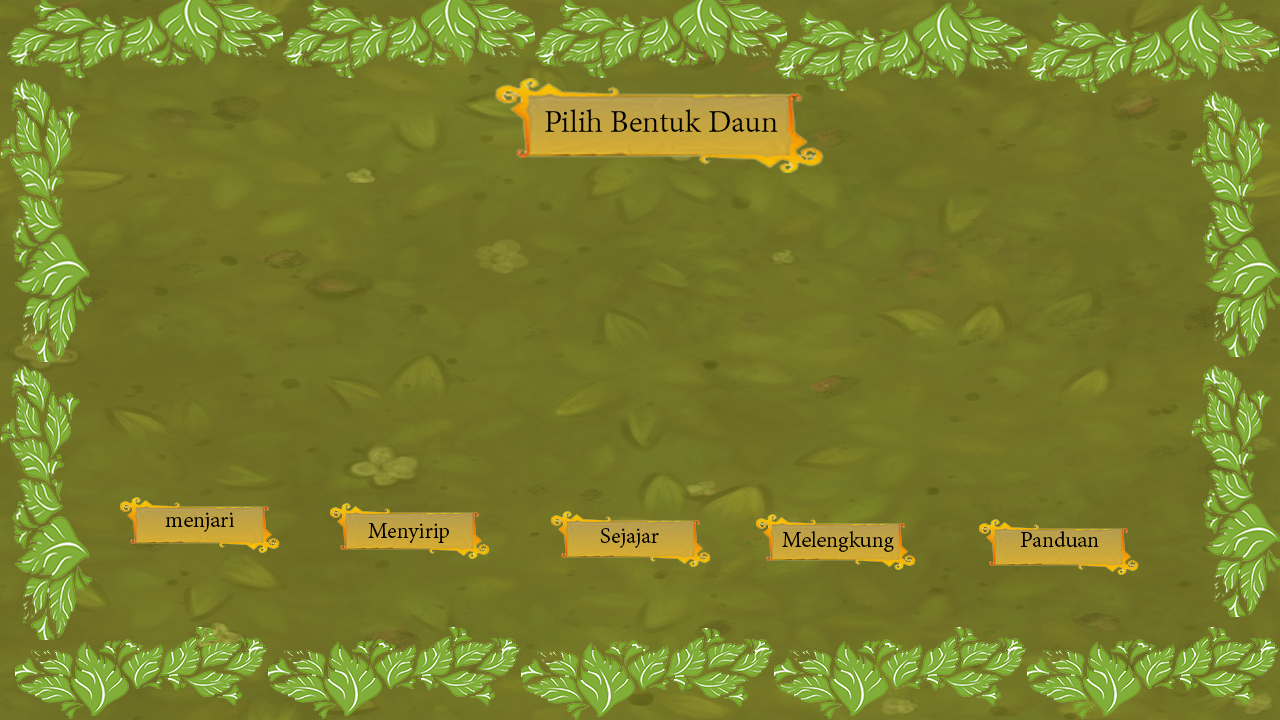 Pilih Bentuk Daun
menjari
Menyirip
Sejajar
Melengkung
Panduan